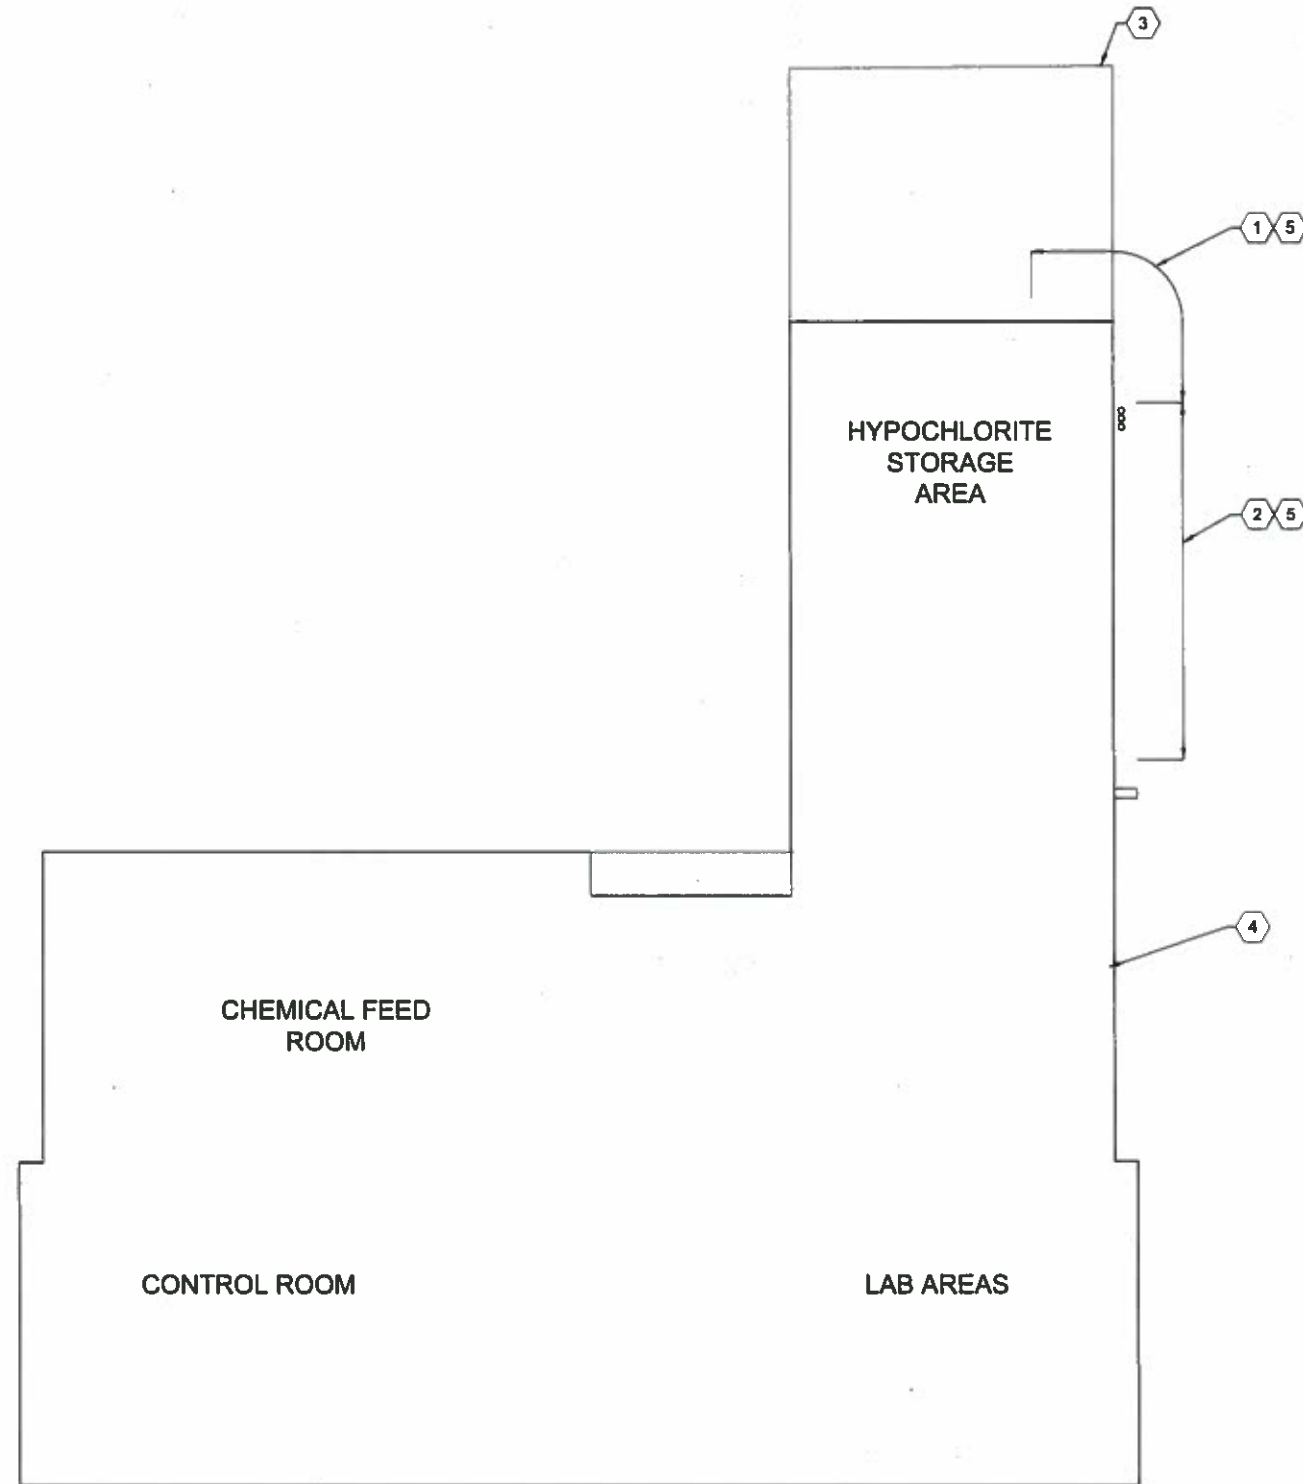 3
1 5
HYPOCHLORITE
STORAGE
AREA
2 5
4
CHEMICAL FEED
ROOM
CONTROL ROOM
LAB AREAS